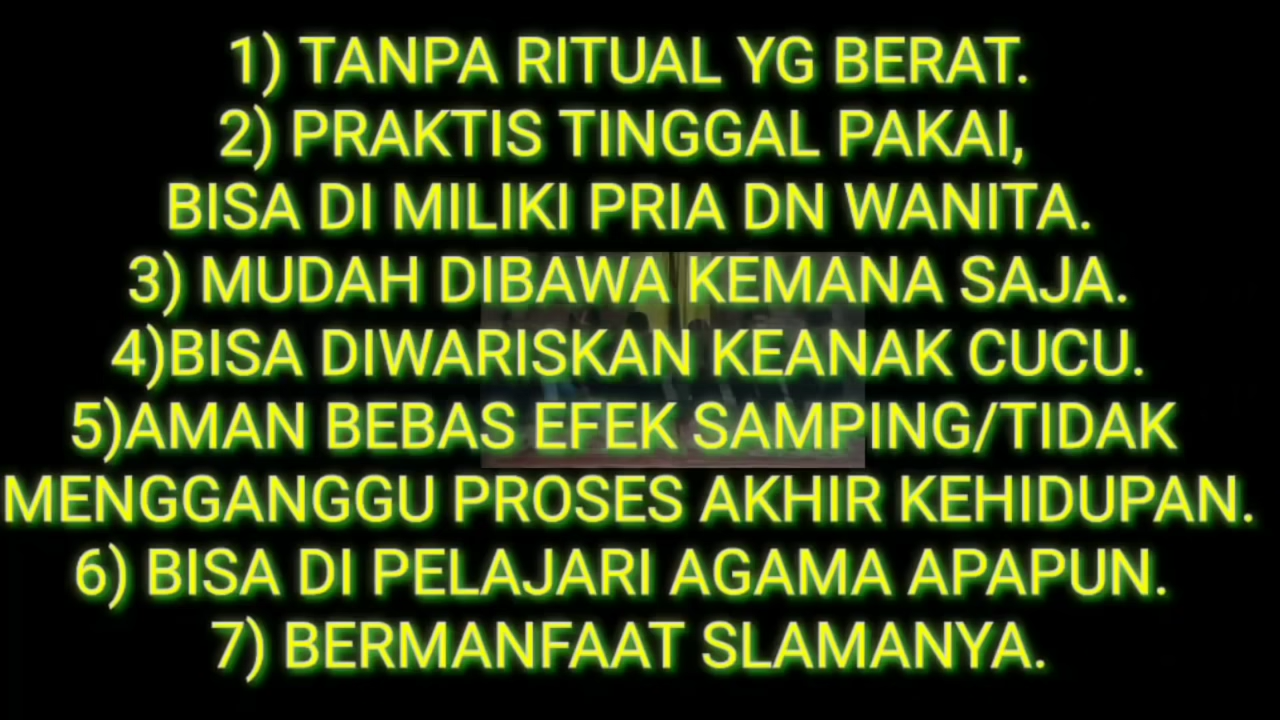 1) TANPA RITUAL YG BERAT.
2) PRAKTIS TINGGAL PAKAI,
BISA DI MILIKI PRIA DN WANITA.
3) MUDAH DIBAWA KEMANA SAJA.
4)BISA DIWARISKAN KEANAK CUCU.
5)AMAN BEBAS EFEK SAMPING/TIDAK
MENGGANGGU PROSES AKHIR KEHIDUPAN.
6) BISA DI PELAJARI AGAMA APAPUN.
7) BERMANFAAT SLAMANYA.